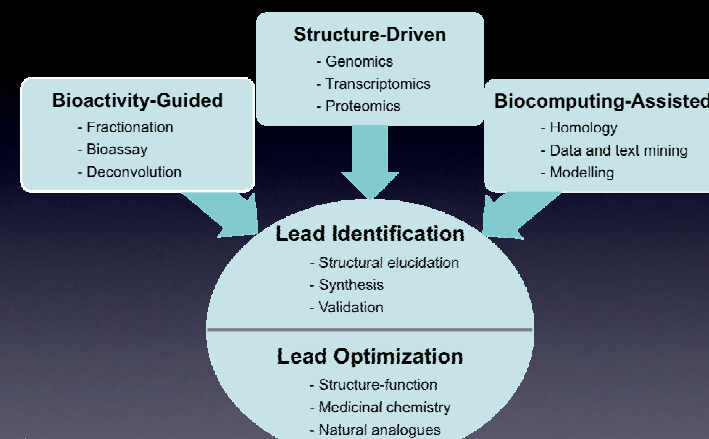 Structure-Driven
- Genomics
- Transcriptomics
- Proteomics
Bioactivity-Guided
- Fractionation
- Bioassay
- Deconvolution
Biocomputing-Assisted
- Homology
- Data and text mining
- Modelling
Lead Identification
- Structural elucidation
- Synthesis
- Validation
Lead Optimization
- Structure-function
- Medicinal chemistry
- Natural analogues